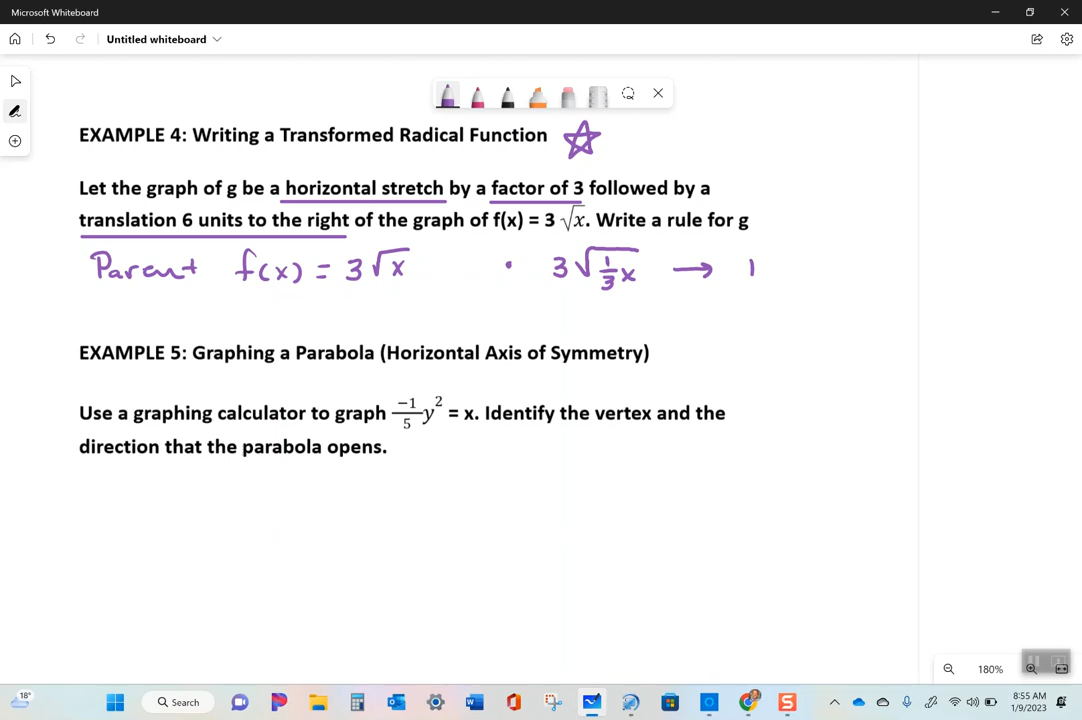 Microsoft Whiteboard
Untitled whiteboard
EXAMPLE 4: Writing a Transformed Radical Function
Let the graph of g be a horizontal stretch by a factor of 3 followed by a
translation 6 units to the right of the graph of f(x) = 3 √x. Write a rule for g
Parent f(x) = 3√x • 3√(1/3 x) → 1
EXAMPLE 5: Graphing a Parabola (Horizontal Axis of Symmetry)
Use a graphing calculator to graph -1/5 y² = x. Identify the vertex and the
direction that the parabola opens.
180%
18°
Search
8:55 AM
1/9/2023